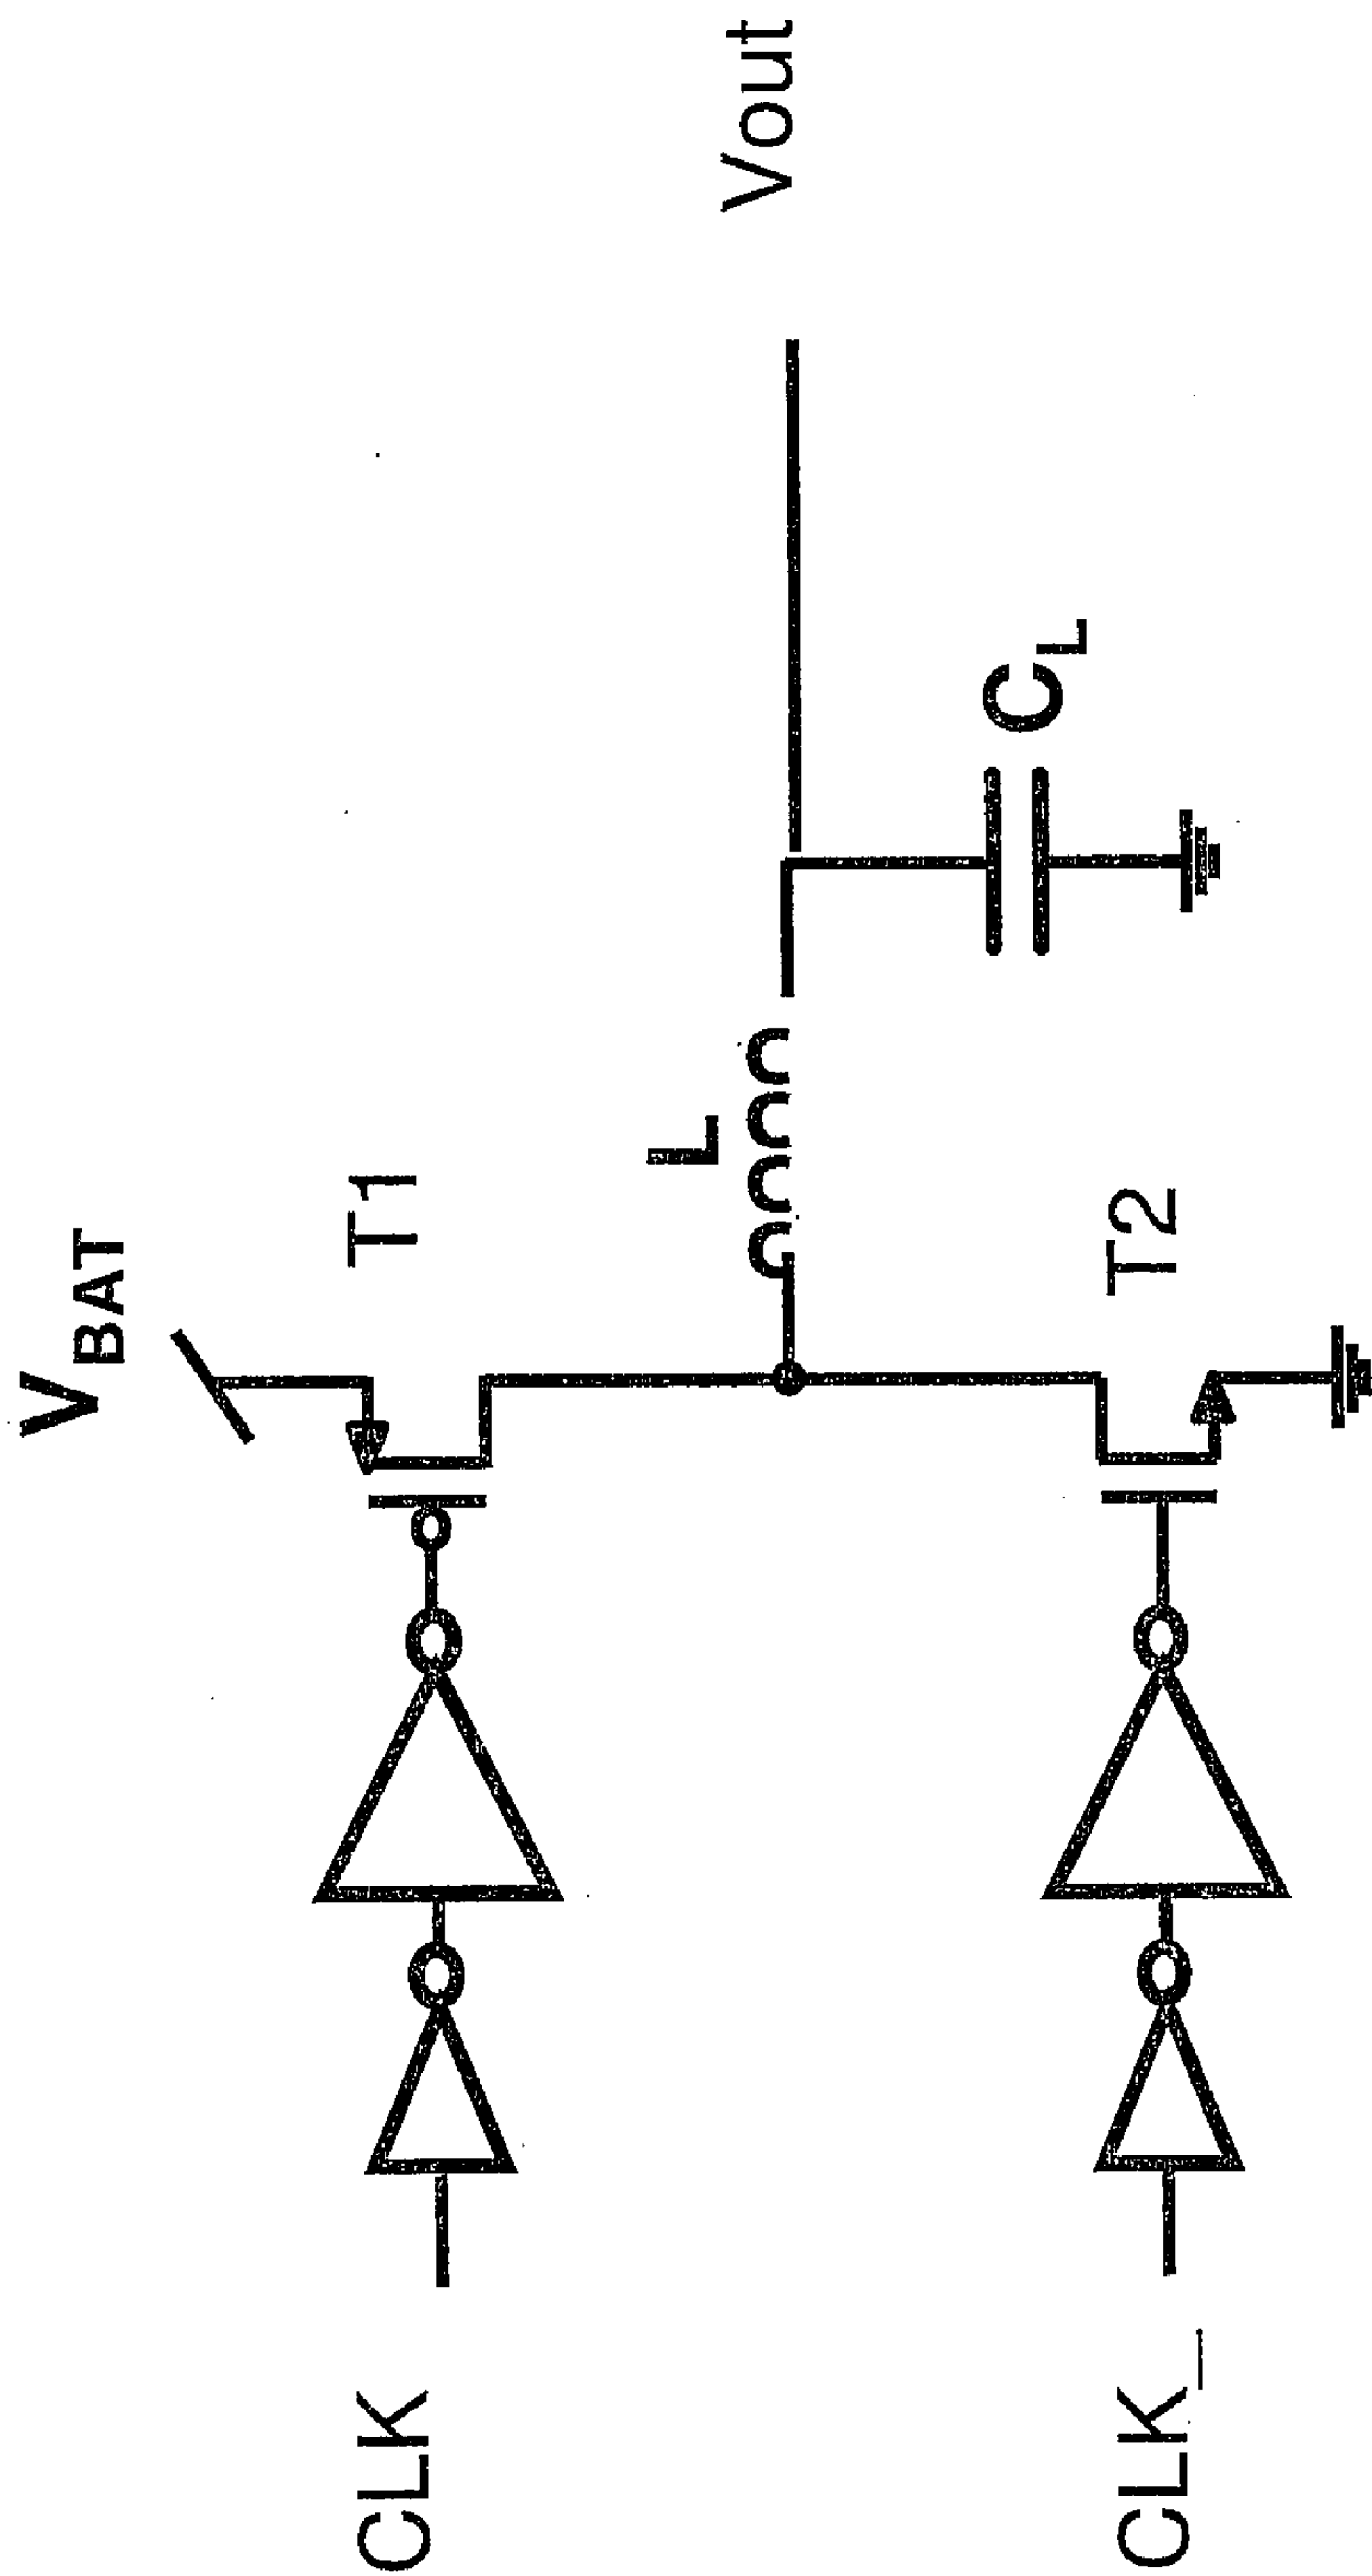 V_BAT
T1
CLK
L
Vout
C_L
T2
CLK_